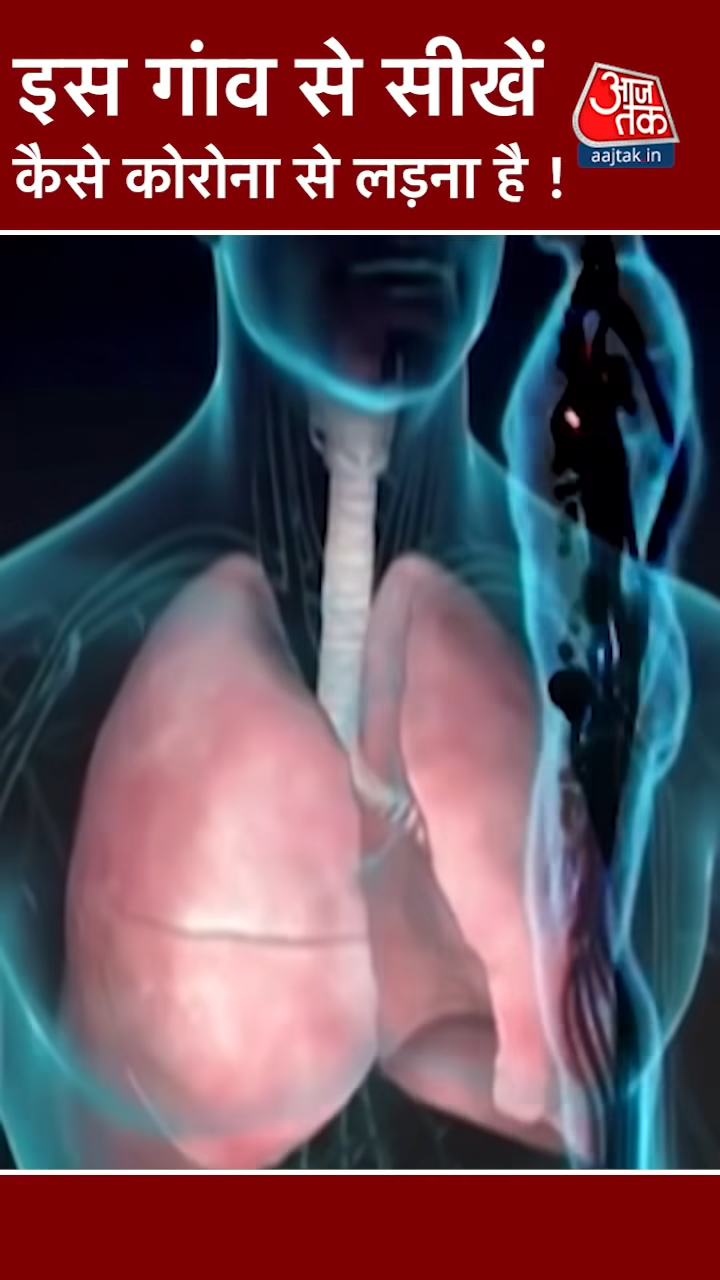 इस गांव से सीखें
कैसे कोरोना से लड़ना है !
आज
तक
aajtak.in